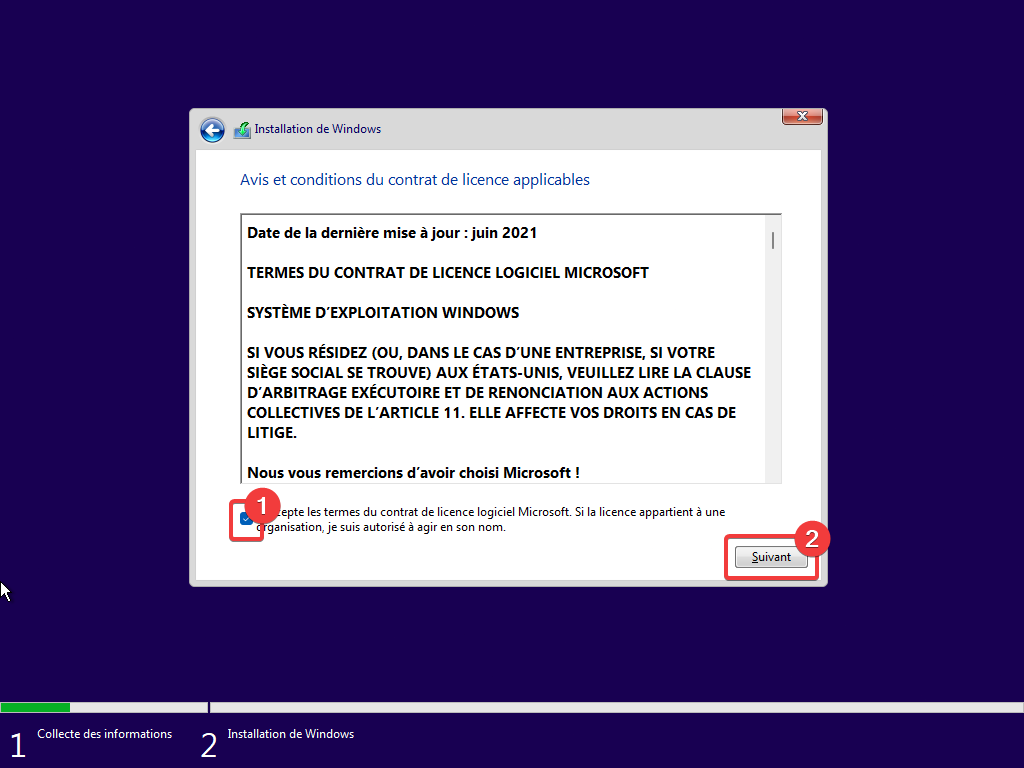 Installation de Windows
Avis et conditions du contrat de licence applicables
Date de la dernière mise à jour : juin 2021
TERMES DU CONTRAT DE LICENCE LOGICIEL MICROSOFT
SYSTÈME D’EXPLOITATION WINDOWS
SI VOUS RÉSIDEZ (OU, DANS LE CAS D’UNE ENTREPRISE, SI VOTRE
SIÈGE SOCIAL SE TROUVE) AUX ÉTATS-UNIS, VEUILLEZ LIRE LA CLAUSE
D’ARBITRAGE EXÉCUTOIRE ET DE RENONCIATION AUX ACTIONS
COLLECTIVES DE L’ARTICLE 11. ELLE AFFECTE VOS DROITS EN CAS DE
LITIGE.
Nous vous remercions d’avoir choisi Microsoft !
1
les termes du contrat de licence logiciel Microsoft. Si la licence appartient à une
organisation, je suis autorisé à agir en son nom.
2
Suivant
1 Collecte des informations
2 Installation de Windows